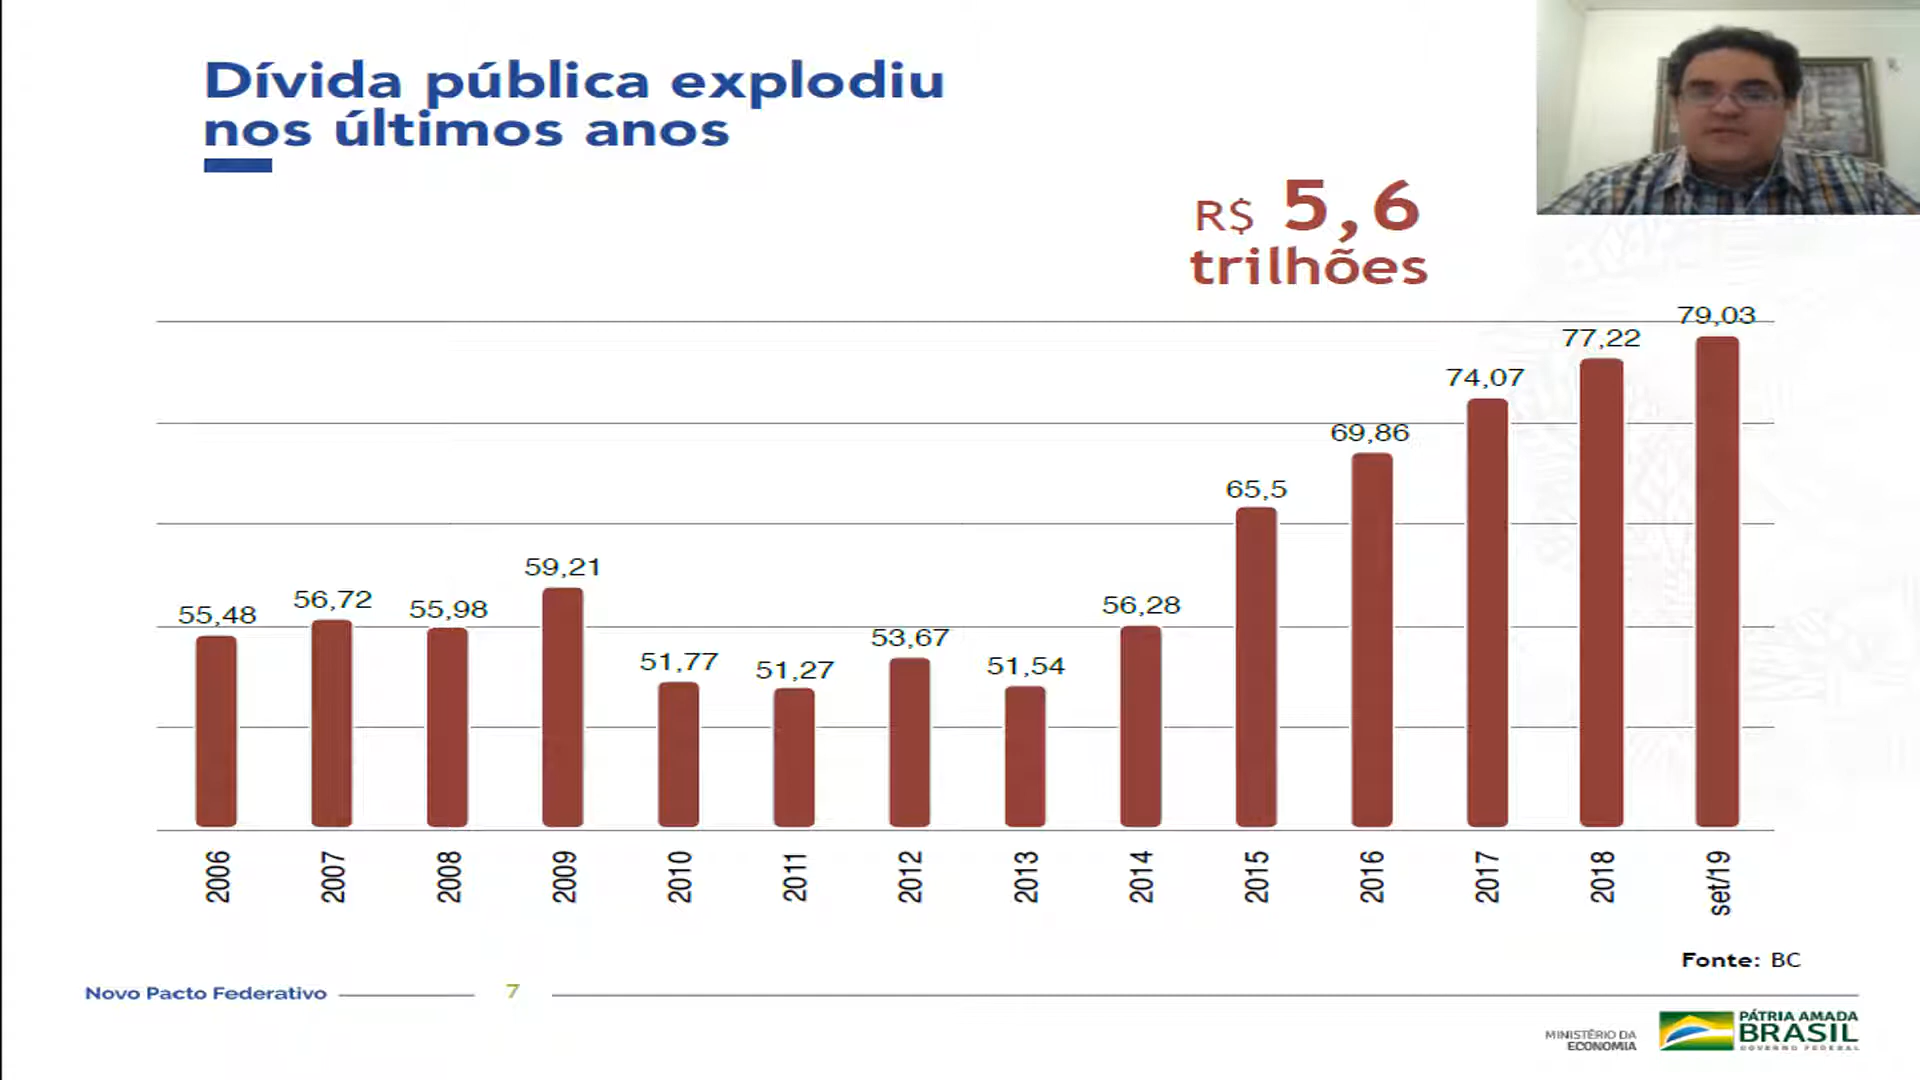 Dívida pública explodiu
nos últimos anos
R$ 5,6
trilhões
55,48
56,72
55,98
59,21
51,77
51,27
53,67
51,54
56,28
65,5
69,86
74,07
77,22
79,03
2006
2007
2008
2009
2010
2011
2012
2013
2014
2015
2016
2017
2018
set/19
Fonte: BC
Novo Pacto Federativo
7
MINISTÉRIO DA
ECONOMIA
PÁTRIA AMADA
BRASIL
GOVERNO FEDERAL